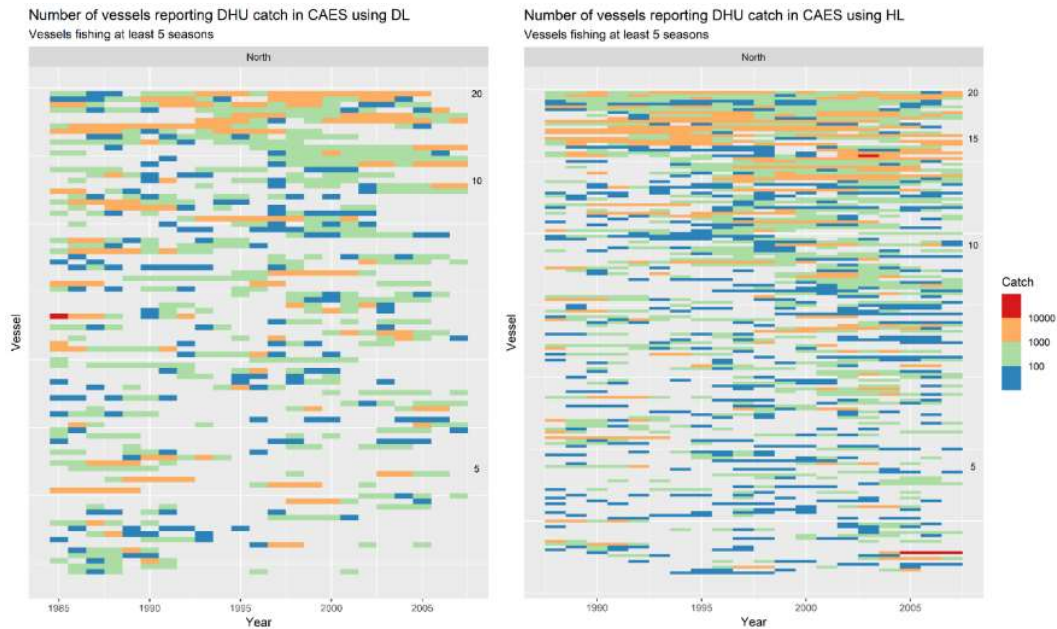 Number of vessels reporting DHU catch in CAES using DL
Vessels fishing at least 5 seasons
North
20
10
5
Vessel
1985
1990
1995
2000
2005
Year
Number of vessels reporting DHU catch in CAES using HL
Vessels fishing at least 5 seasons
North
20
15
10
5
Vessel
1990
1995
2000
2005
Year
Catch
10000
1000
100